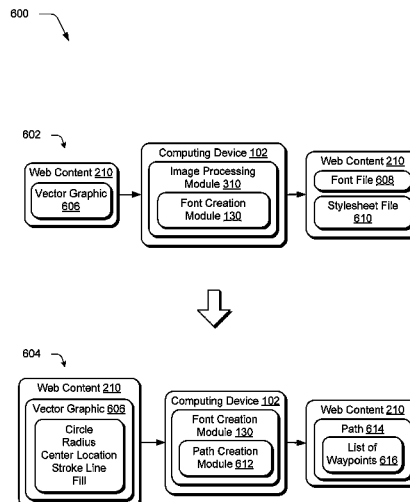 600
602
Web Content 210
Vector Graphic
606
Computing Device 102
Image Processing
Module 310
Font Creation
Module 130
Web Content 210
Font File 608
Stylesheet File
610
604
Web Content 210
Vector Graphic 606
Circle
Radius
Center Location
Stroke Line
Fill
Computing Device 102
Font Creation
Module 130
Path Creation
Module 612
Web Content 210
Path 614
List of
Waypoints 616